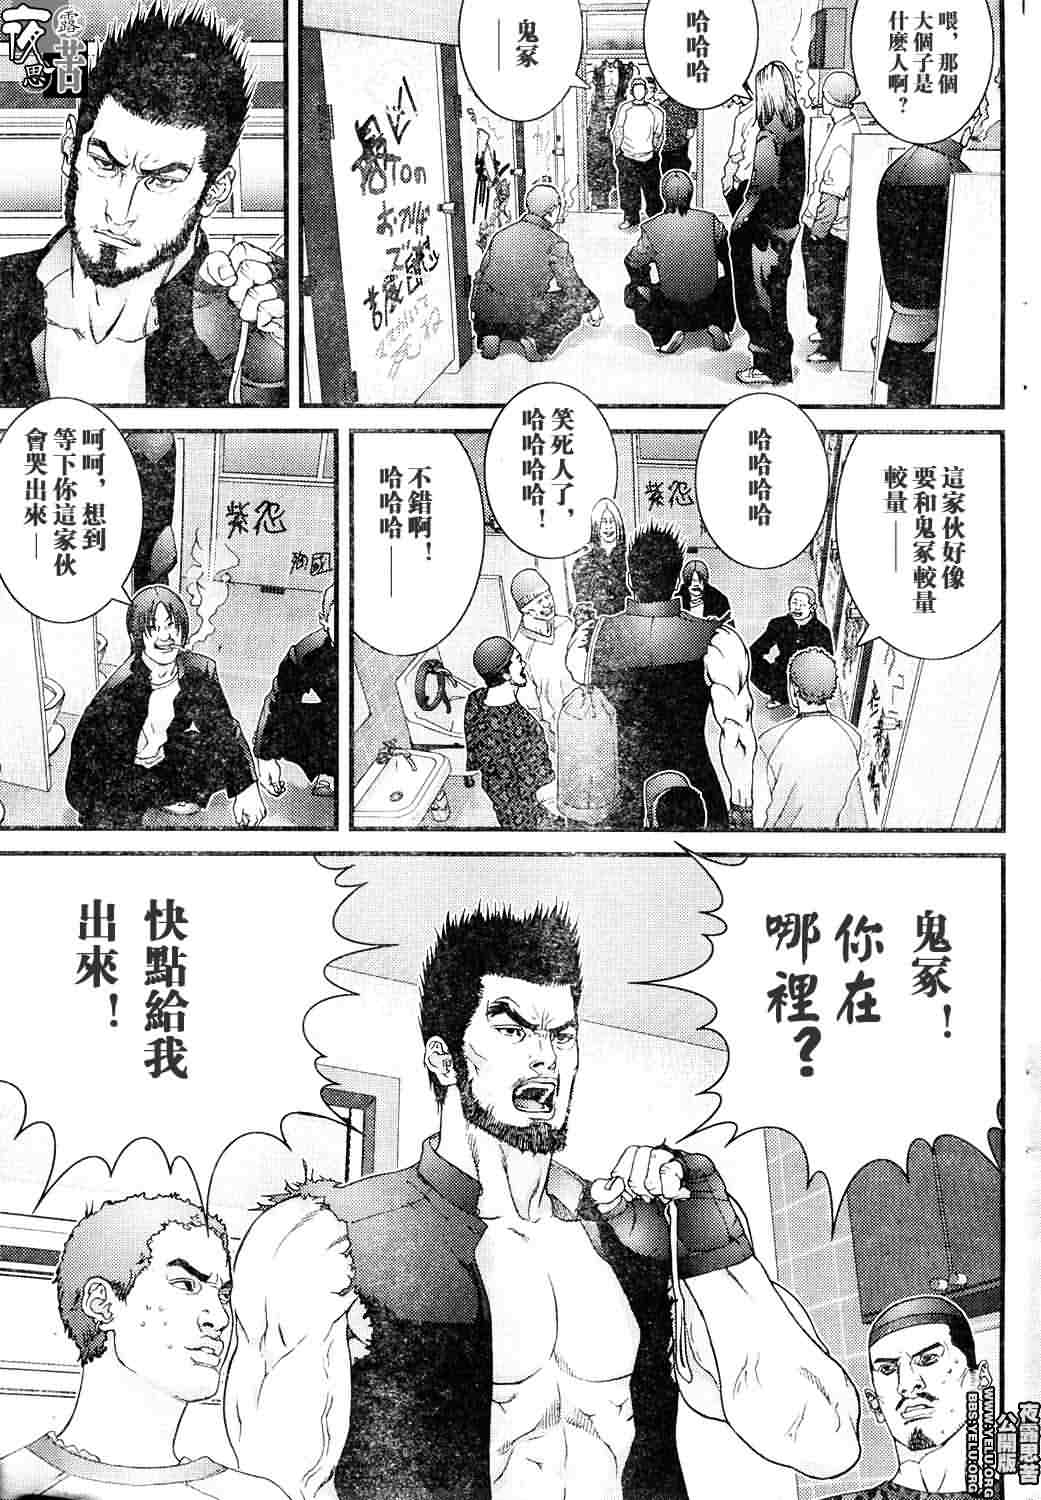 喂，那個
大個子是
什麼人啊？
哈哈哈
鬼冢
Ton
這家伙好像
要和鬼冢較量
較量——
哈哈哈哈
笑死人了，
哈哈哈哈！
不錯啊！
哈哈哈——
呵呵，想到
等下你這家伙
會哭出來——
紫怨
鬼冢！
你在
哪裡？
快點給我
出來！
夜露思苦
夜露思苦
公開版
WWW.YELU.ORG
BBS.YELU.ORG